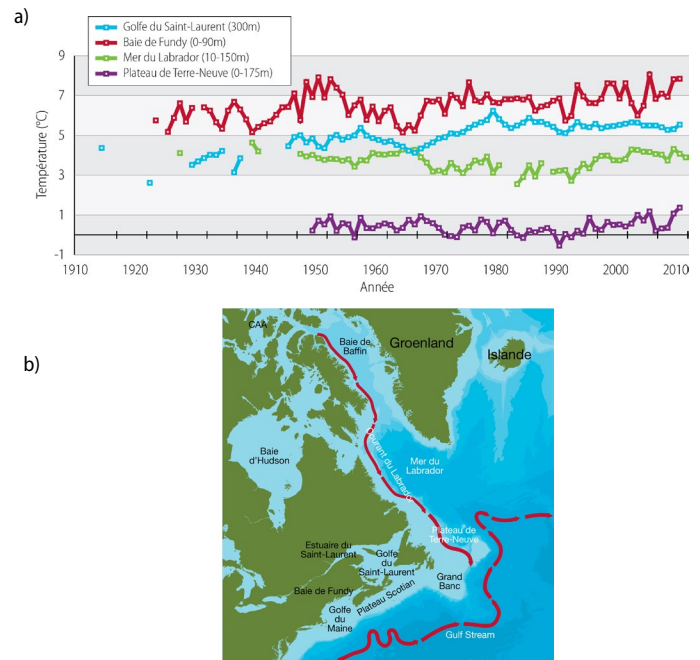 a)
Golfe du Saint-Laurent (300m)
Baie de Fundy (0-90m)
Mer du Labrador (10-150m)
Plateau de Terre-Neuve (0-175m)
Température (°C)
9
7
5
3
1
-1
1910
1920
1930
1940
1950
1960
1970
1980
1990
2000
2010
Année
b)
CAA
Baie de
Baffin
Groenland
Islande
Baie
d'Hudson
Courant du Labrador
Mer du
Labrador
Plateau de
Terre-Neuve
Estuaire du
Saint-Laurent
Golfe
du
Saint-Laurent
Grand
Banc
Baie de Fundy
Plateau Scotian
Golfe
du
Maine
Gulf Stream